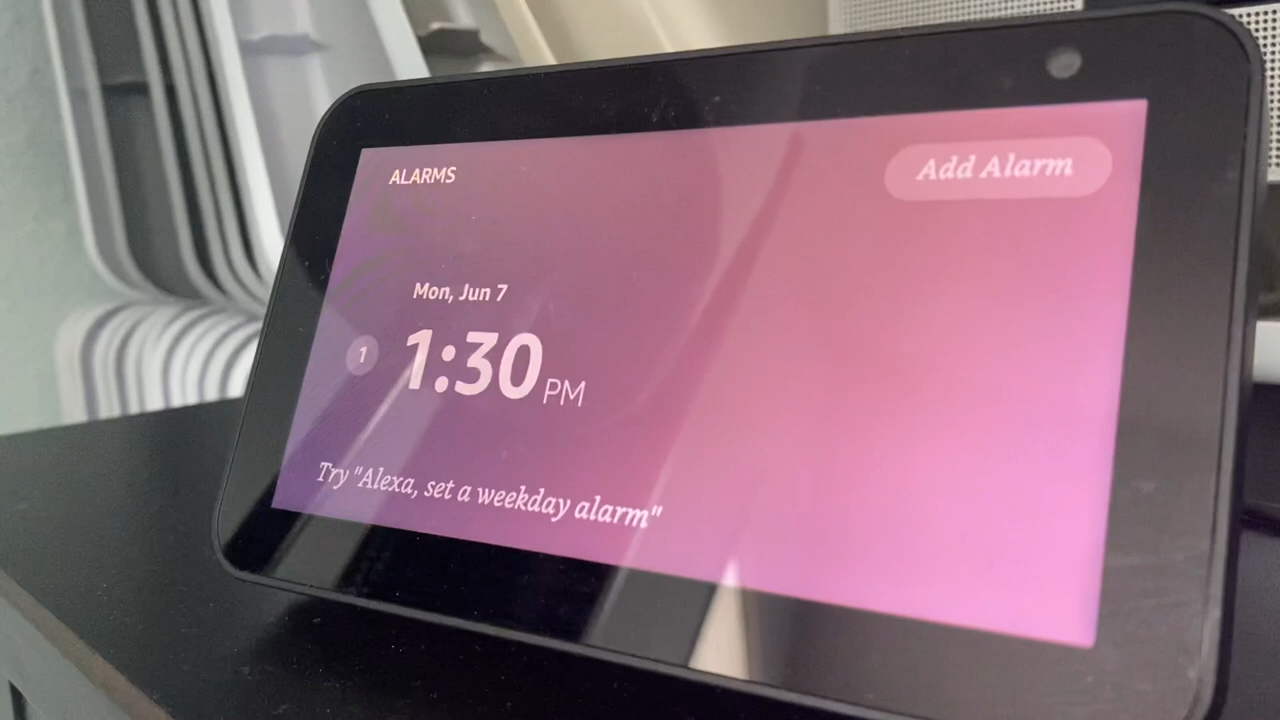 ALARMS
Add Alarm
Mon, Jun 7
1
1:30 PM
Try "Alexa, set a weekday alarm"